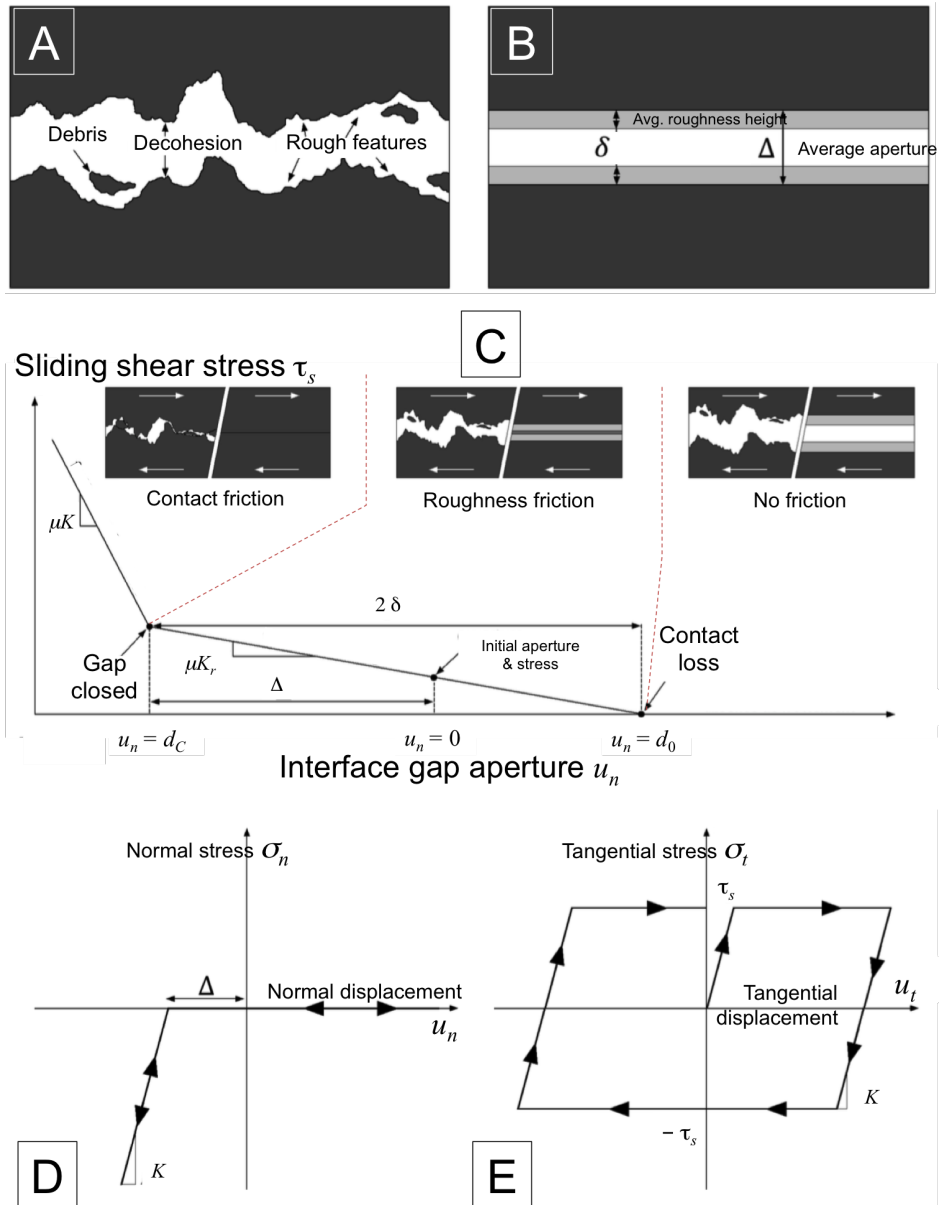 A
Debris
Decohesion
Rough features
B
Avg. roughness height
δ
Δ
Average aperture
C
Sliding shear stress τs
Contact friction
Roughness friction
No friction
μK
2 δ
Gap
closed
μKr
Δ
Initial aperture
& stress
Contact
loss
un = dC
un = 0
un = d0
Interface gap aperture un
Normal stress σn
Δ
Normal displacement
un
K
D
Tangential stress σt
τs
Tangential
displacement
ut
K
− τs
E